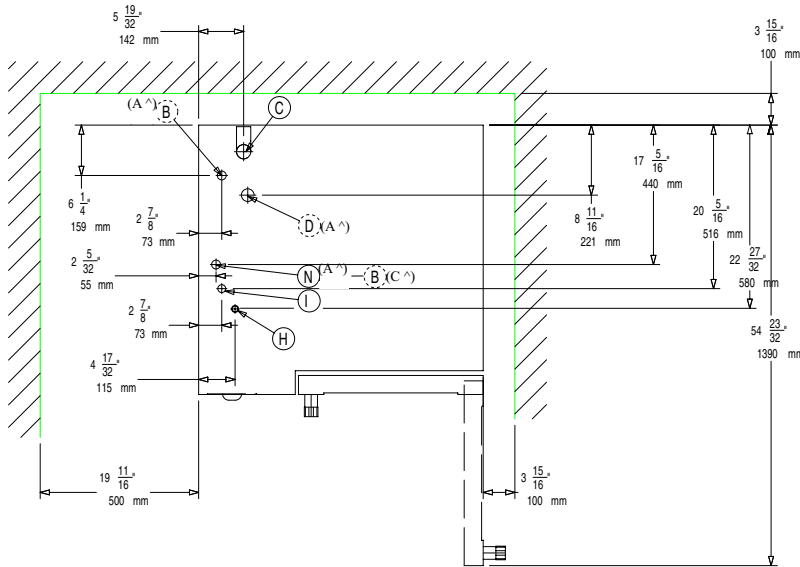 5 19/32"
142 mm
3 15/16"
100 mm
(A ^) B
C
6 1/4"
159 mm
2 7/8"
73 mm
D (A ^)
8 11/16"
221 mm
17 5/16"
440 mm
20 5/16"
516 mm
22 27/32"
580 mm
2 5/32"
55 mm
N (A ^) B (C ^)
I
2 7/8"
73 mm
H
54 23/32"
1390 mm
4 17/32"
115 mm
19 11/16"
500 mm
3 15/16"
100 mm